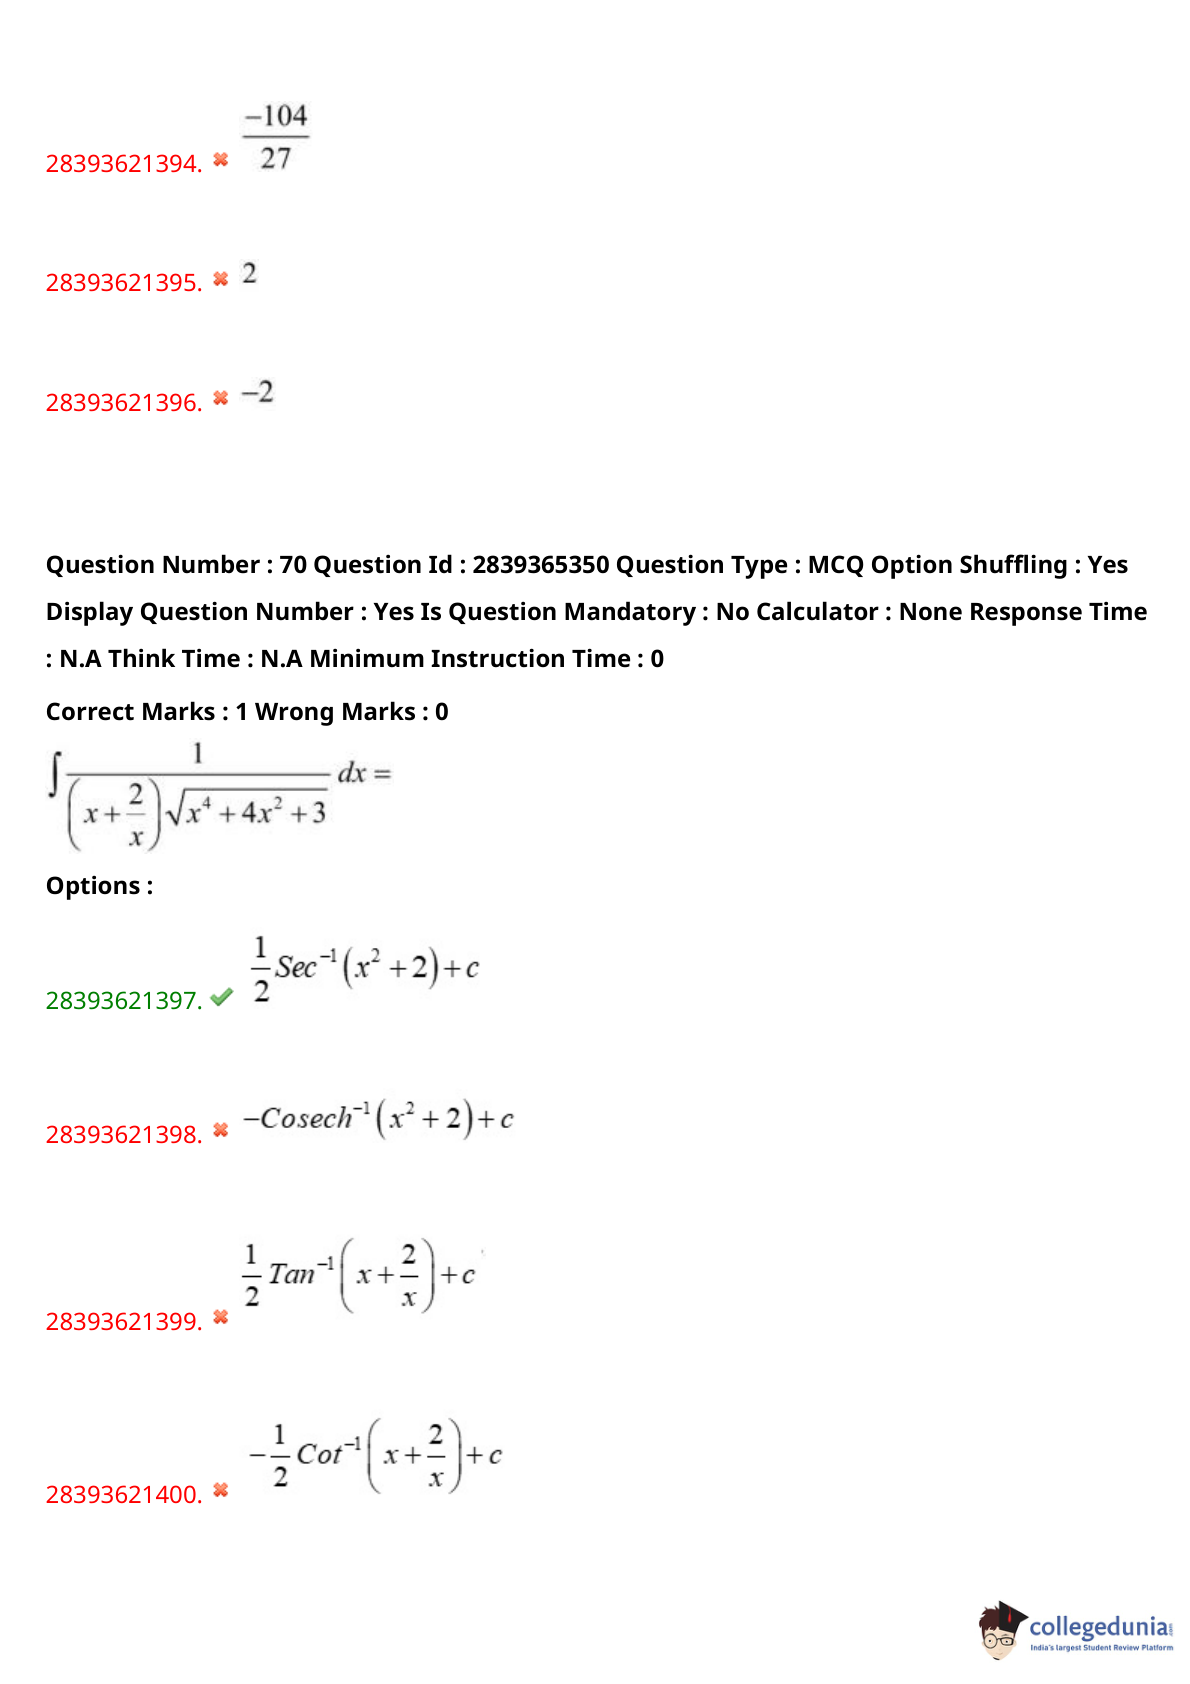 28393621394. ✖ \frac{-104}{27}
28393621395. ✖ 2
28393621396. ✖ −2
Question Number : 70 Question Id : 2839365350 Question Type : MCQ Option Shuffling : Yes
Display Question Number : Yes Is Question Mandatory : No Calculator : None Response Time
: N.A Think Time : N.A Minimum Instruction Time : 0
Correct Marks : 1 Wrong Marks : 0
\int \frac{1}{\left(x+\frac{2}{x}\right)\sqrt{x^4+4x^2+3}} dx =
Options :
28393621397. ✔ \frac{1}{2} Sec^{-1}(x^2+2)+c
28393621398. ✖ −Cosech^{-1}(x^2+2)+c
28393621399. ✖ \frac{1}{2} Tan^{-1}\left(x+\frac{2}{x}\right)+c
28393621400. ✖ -\frac{1}{2} Cot^{-1}\left(x+\frac{2}{x}\right)+c
collegedunia.com
India's largest Student Review Platform